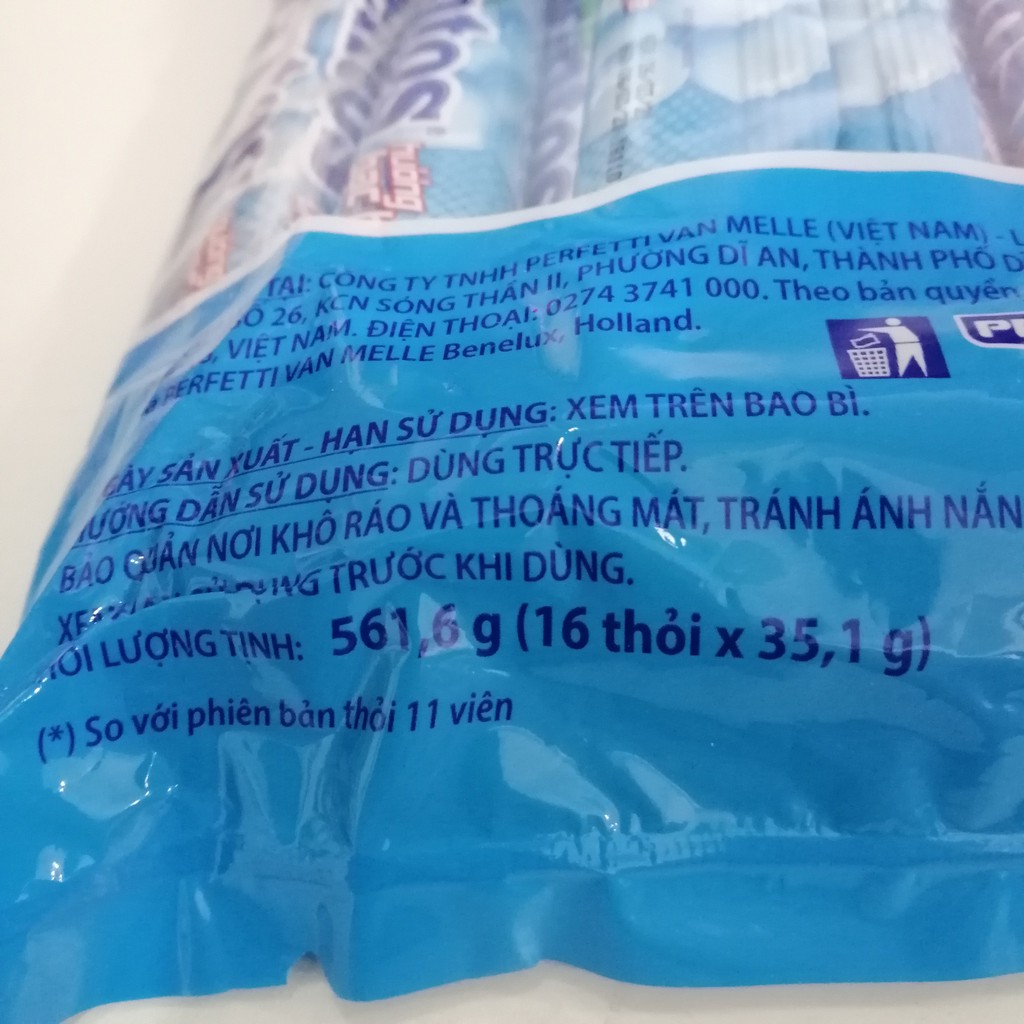 TẠI: CÔNG TY TNHH PERFETTI VAN MELLE (VIỆT NAM) - L
SỐ 26, KCN SÓNG THẦN II, PHƯỜNG DĨ AN, THÀNH PHỐ D
VIỆT NAM. ĐIỆN THOẠI: 0274 3741 000. Theo bản quyền
PERFETTI VAN MELLE Benelux, Holland.
GÀY SẢN XUẤT - HẠN SỬ DỤNG: XEM TRÊN BAO BÌ.
HƯỚNG DẪN SỬ DỤNG: DÙNG TRỰC TIẾP.
BẢO QUẢN NƠI KHÔ RÁO VÀ THOÁNG MÁT, TRÁNH ÁNH NẮN
TRƯỚC KHI DÙNG.
LƯỢNG TỊNH: 561,6 g (16 thỏi x 35,1 g)
(*) So với phiên bản thỏi 11 viên